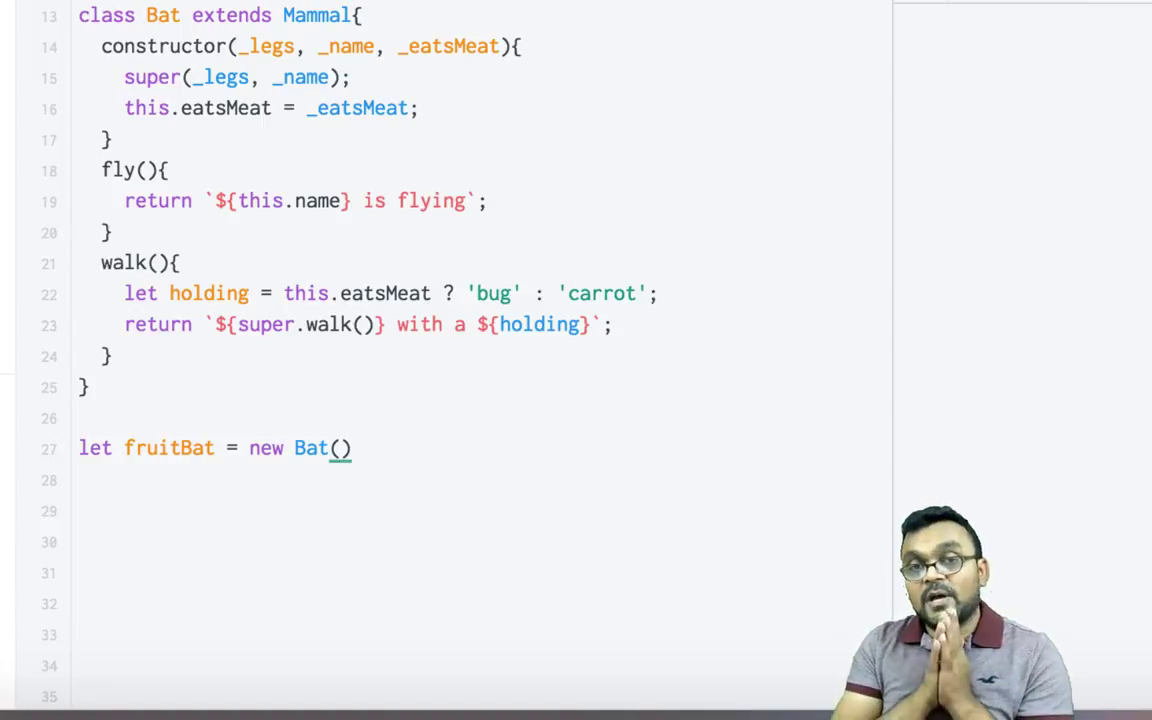 13 class Bat extends Mammal{
14 constructor(_legs, _name, _eatsMeat){
15 super(_legs, _name);
16 this.eatsMeat = _eatsMeat;
17 }
18 fly(){
19 return `${this.name} is flying`;
20 }
21 walk(){
22 let holding = this.eatsMeat ? 'bug' : 'carrot';
23 return `${super.walk()} with a ${holding}`;
24 }
25 }
26
27 let fruitBat = new Bat()
28
29
30
31
32
33
34
35